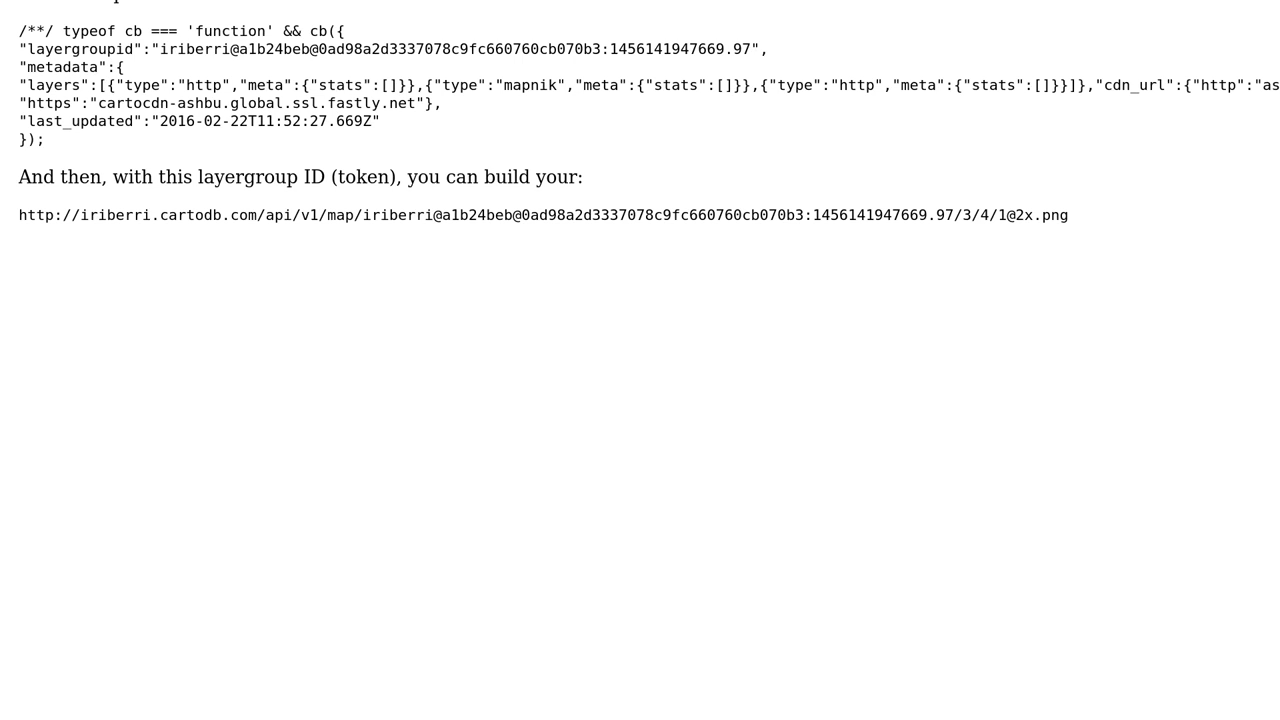 /**/ typeof cb === 'function' && cb({
"layergroupid":"iriberri@a1b24beb@0ad98a2d3337078c9fc660760cb070b3:1456141947669.97",
"metadata":{
"layers":[{"type":"http","meta":{"stats":[]}},{"type":"mapnik","meta":{"stats":[]}},{"type":"http","meta":{"stats":[]}}]},"cdn_url":{"http":"as
"https":"cartocdn-ashbu.global.ssl.fastly.net"},
"last_updated":"2016-02-22T11:52:27.669Z"
});
And then, with this layergroup ID (token), you can build your:
http://iriberri.cartodb.com/api/v1/map/iriberri@a1b24beb@0ad98a2d3337078c9fc660760cb070b3:1456141947669.97/3/4/1@2x.png